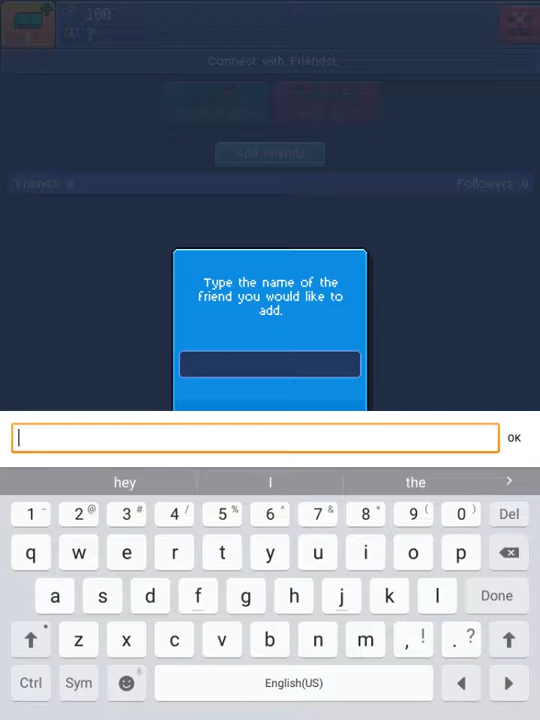 100
7
Connect with Friends!
Add Friends
Friends: 0
Followers: 0
Type the name of the
friend you would like to
add.
OK
hey I the >
1 - 2 @ 3 # 4 / 5 % 6 ^ 7 & 8 * 9 ( 0 ) Del
q w e r t y u i o p
a s d f g h j k l Done
z x c v b n m , ! . ?
Ctrl Sym English(US)